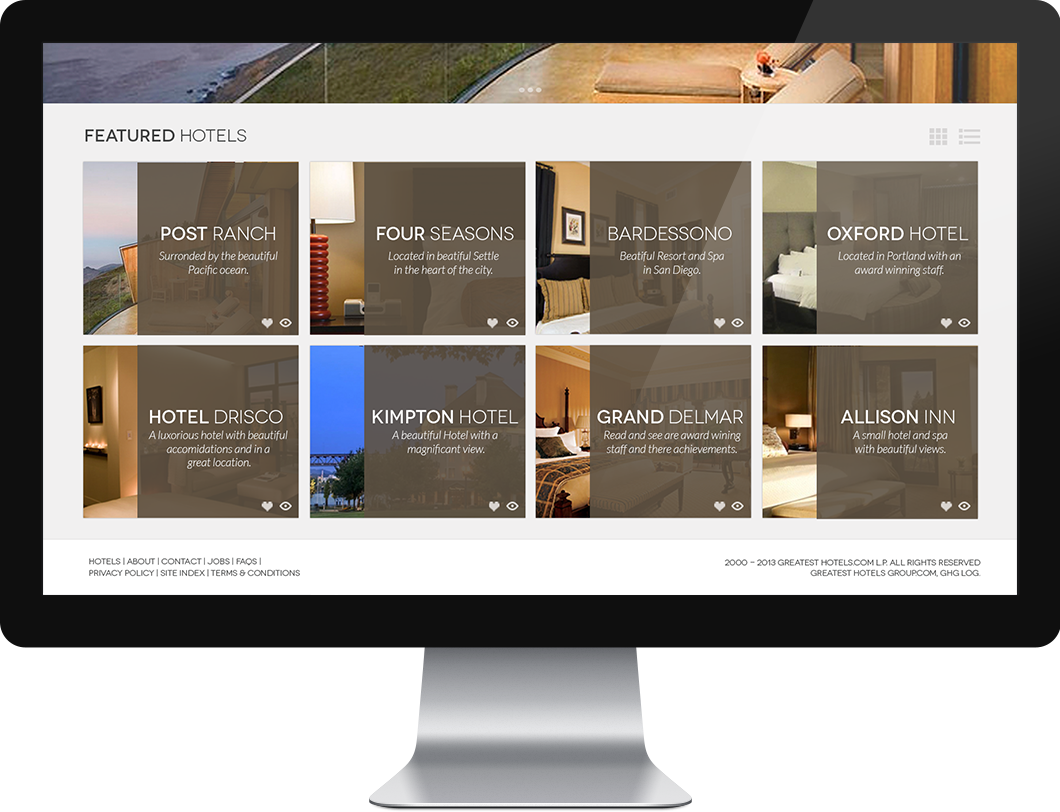 FEATURED HOTELS
POST RANCH
Surronded by the beautiful
Pacific ocean.
FOUR SEASONS
Located in beatiful Settle
in the heart of the city.
BARDESSONO
Beatiful Resort and Spa
in San Diego.
OXFORD HOTEL
Located in Portland with an
award winning staff.
HOTEL DRISCO
A luxorious hotel with beautiful
accomidations and in a
great location.
KIMPTON HOTEL
A beautiful Hotel with a
magnificant view.
GRAND DELMAR
Read and see are award wining
staff and there achievements.
ALLISON INN
A small hotel and spa
with beautiful views.
HOTELS | ABOUT | CONTACT | JOBS | FAQS |
PRIVACY POLICY | SITE INDEX | TERMS & CONDITIONS
2000 – 2013 GREATEST HOTELS.COM L.P. ALL RIGHTS RESERVED
GREATEST HOTELS GROUP.COM, GHG LOG.